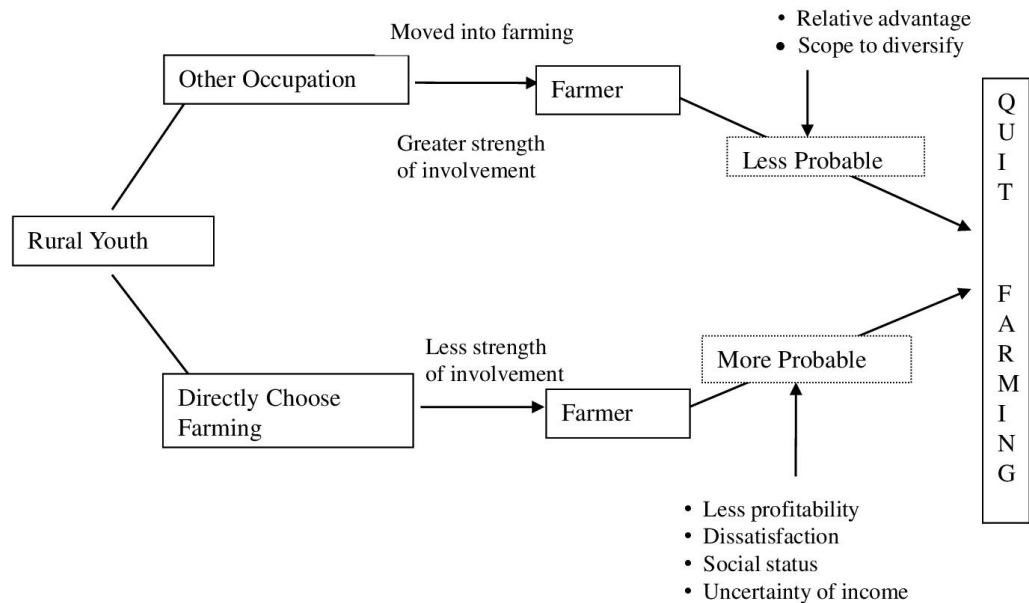 • Relative advantage
• Scope to diversify
Moved into farming
Other Occupation
Farmer
Greater strength
of involvement
Less Probable
Rural Youth
Less strength
of involvement
More Probable
Directly Choose
Farming
Farmer
• Less profitability
• Dissatisfaction
• Social status
• Uncertainty of income
Q
U
I
T
F
A
R
M
I
N
G